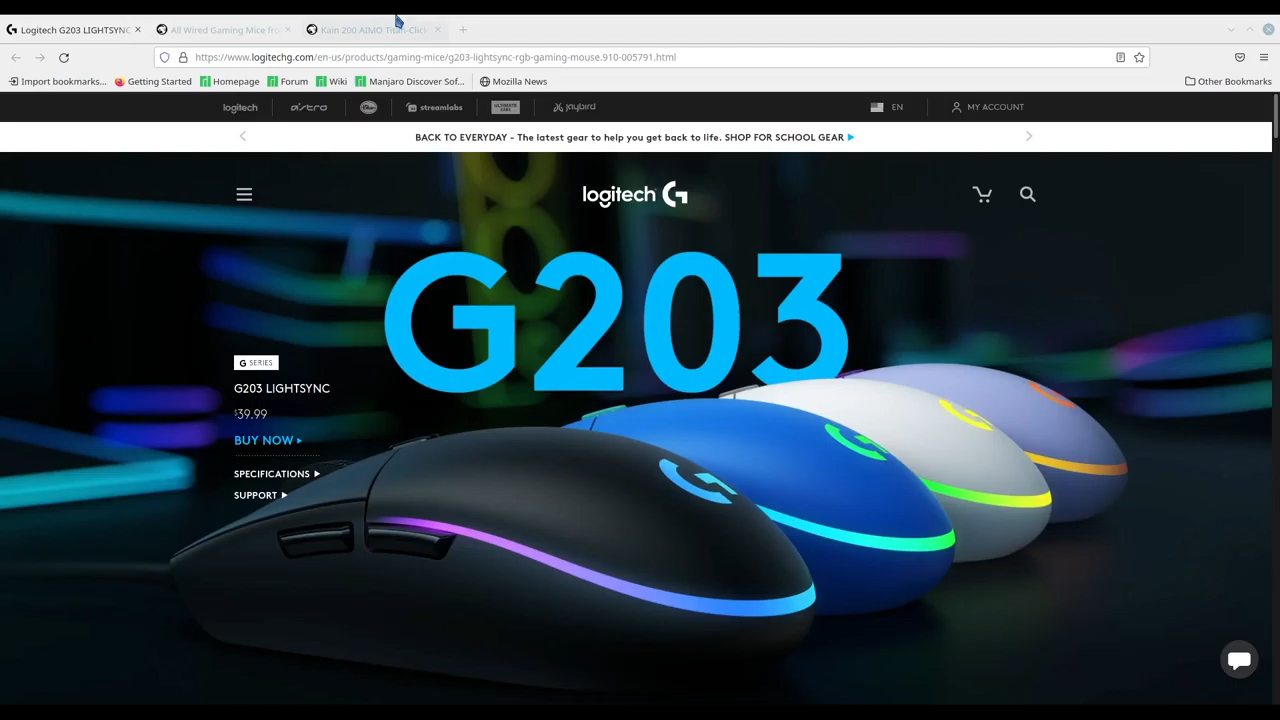 Logitech G203 LIGHTSYNC
All Wired Gaming Mice fro
Kain 200 AIMO Titan-Clici
https://www.logitechg.com/en-us/products/gaming-mice/g203-lightsync-rgb-gaming-mouse.910-005791.html
Import bookmarks...
Getting Started
Homepage
Forum
Wiki
Manjaro Discover Sof...
Mozilla News
Other Bookmarks
logitech
ASTRO
Blue
streamlabs
ULTIMATE EARS
Jaybird
EN
MY ACCOUNT
BACK TO EVERYDAY - The latest gear to help you get back to life. SHOP FOR SCHOOL GEAR
logitech G
G203
G SERIES
G203 LIGHTSYNC
$39.99
BUY NOW
SPECIFICATIONS
SUPPORT